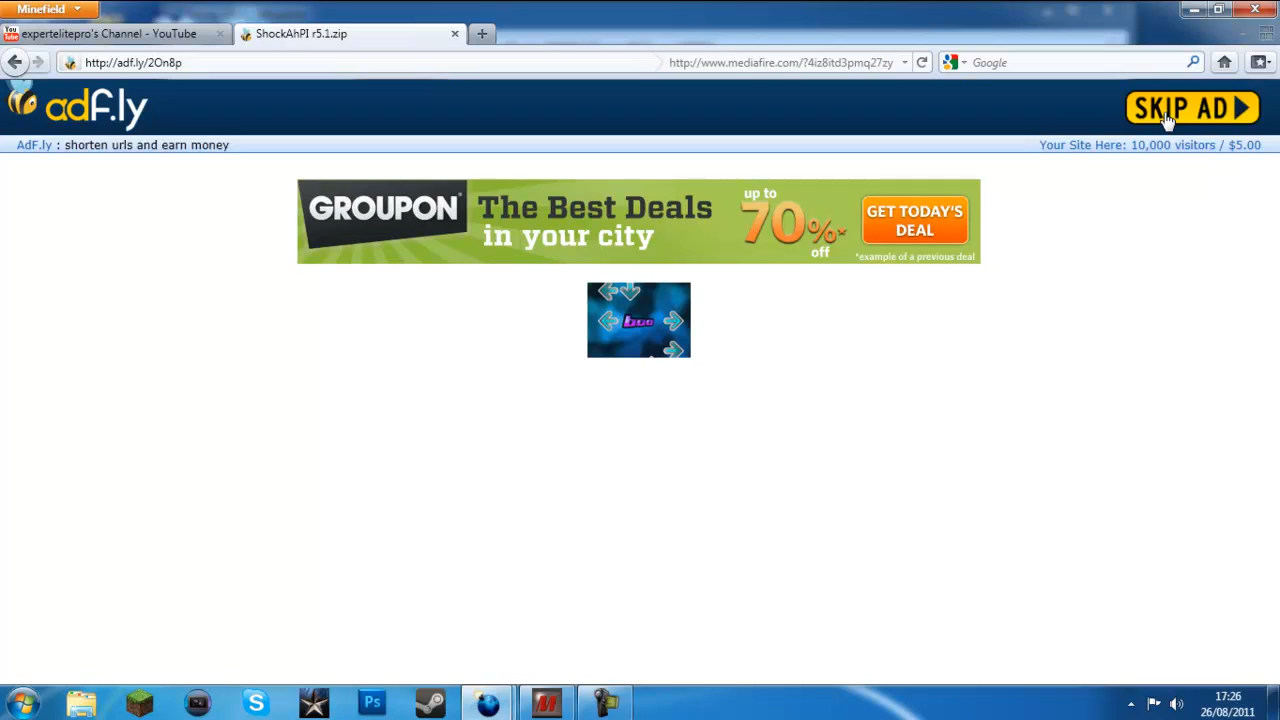 Minefield
expertelitepro's Channel - YouTube
ShockAhPI r5.1.zip
http://adf.ly/2On8p
http://www.mediafire.com/?4iz8itd3pmq27zy
Google
adf.ly
SKIP AD
AdF.ly : shorten urls and earn money
Your Site Here: 10,000 visitors / $5.00
GROUPON
The Best Deals
in your city
up to
70%*
off
GET TODAY'S
DEAL
*example of a previous deal
boo
Ps
M
17:26
26/08/2011